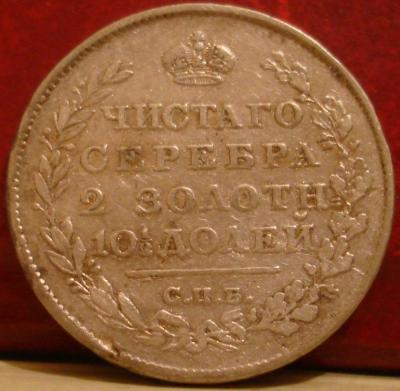 ЧИСТАГО
СЕРЕБРА
2 ЗОЛОТН:
10½ ДОЛЕЙ
С.П.Б.